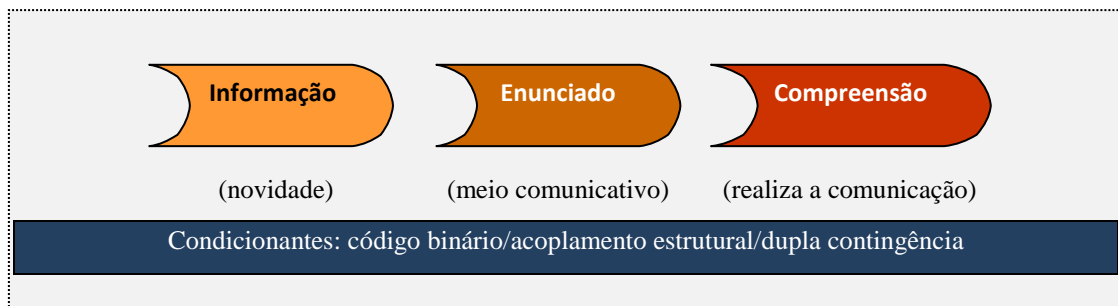 Informação Enunciado Compreensão
(novidade) (meio comunicativo) (realiza a comunicação)
Condicionantes: código binário/acoplamento estrutural/dupla contingência